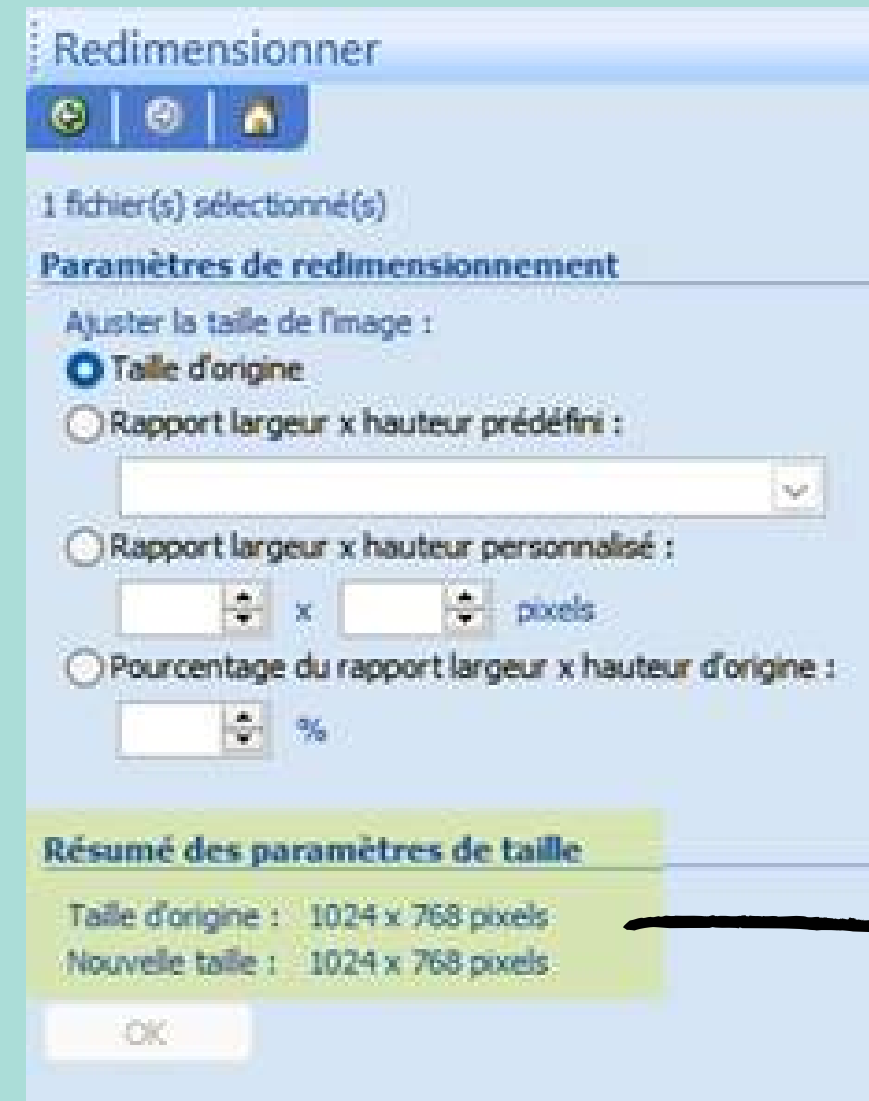 Redimensionner
1 fichier(s) sélectionné(s)
Paramètres de redimensionnement
Ajuster la taille de l'image :
Taille d'origine
Rapport largeur x hauteur prédéfini :
Rapport largeur x hauteur personnalisé :
x pixels
Pourcentage du rapport largeur x hauteur d'origine :
%
Résumé des paramètres de taille
Taille d'origine : 1024 x 768 pixels
Nouvelle taille : 1024 x 768 pixels
OK